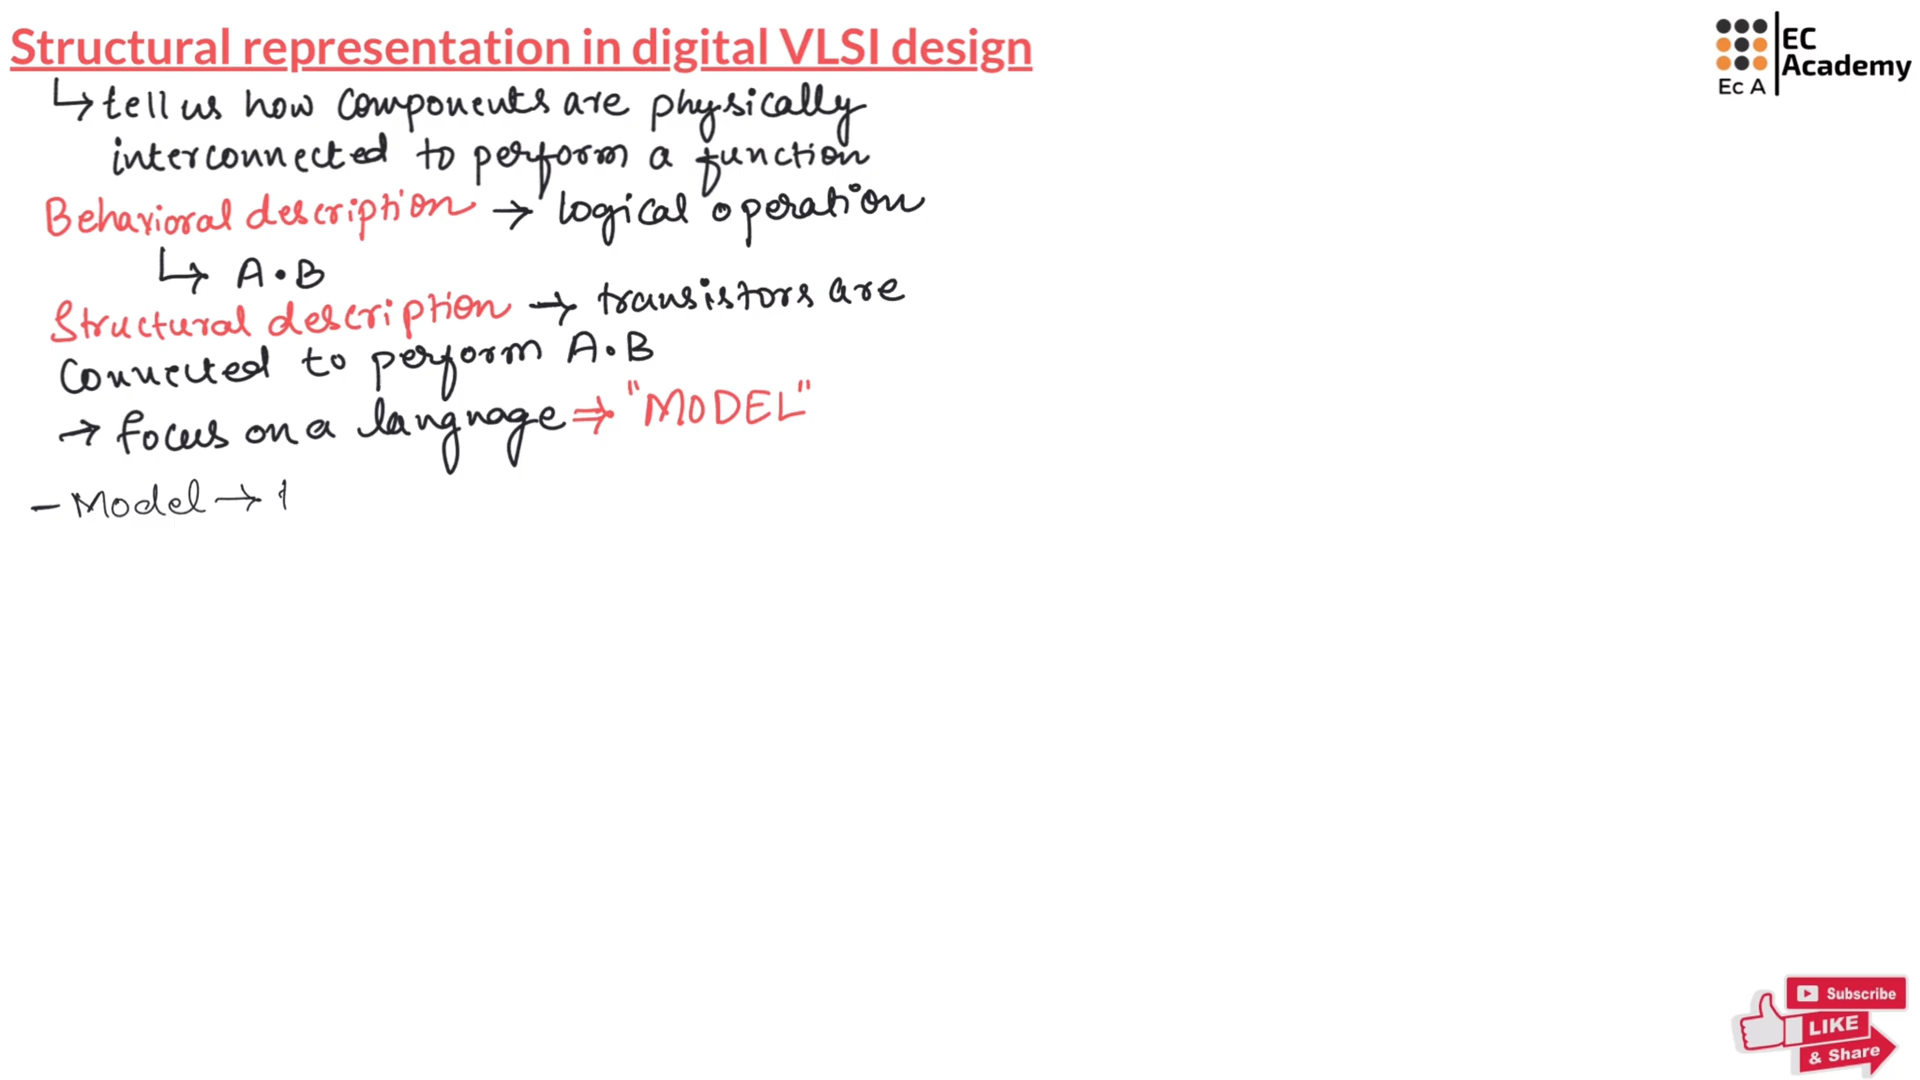 Structural representation in digital VLSI design
EC
Academy
Ec A
↳ tell us how components are physically
interconnected to perform a function
Behavioral description → logical operation
↳ A.B
Structural description → transistors are
connected to perform A.B
→ focus on a language ⇒ "MODEL"
- Model →
Subscribe
LIKE
& Share